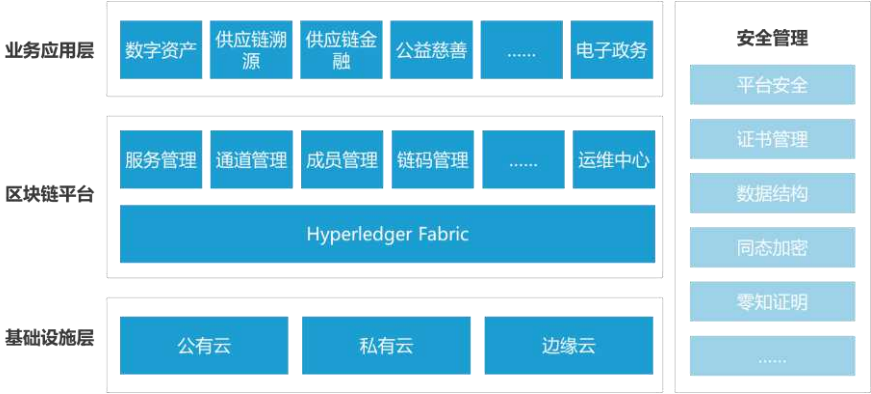 业务应用层
数字资产
供应链溯
源
供应链金
融
公益慈善
......
电子政务
区块链平台
服务管理
通道管理
成员管理
链码管理
......
运维中心
Hyperledger Fabric
基础设施层
公有云
私有云
边缘云
安全管理
平台安全
证书管理
数据结构
同态加密
零知证明
......